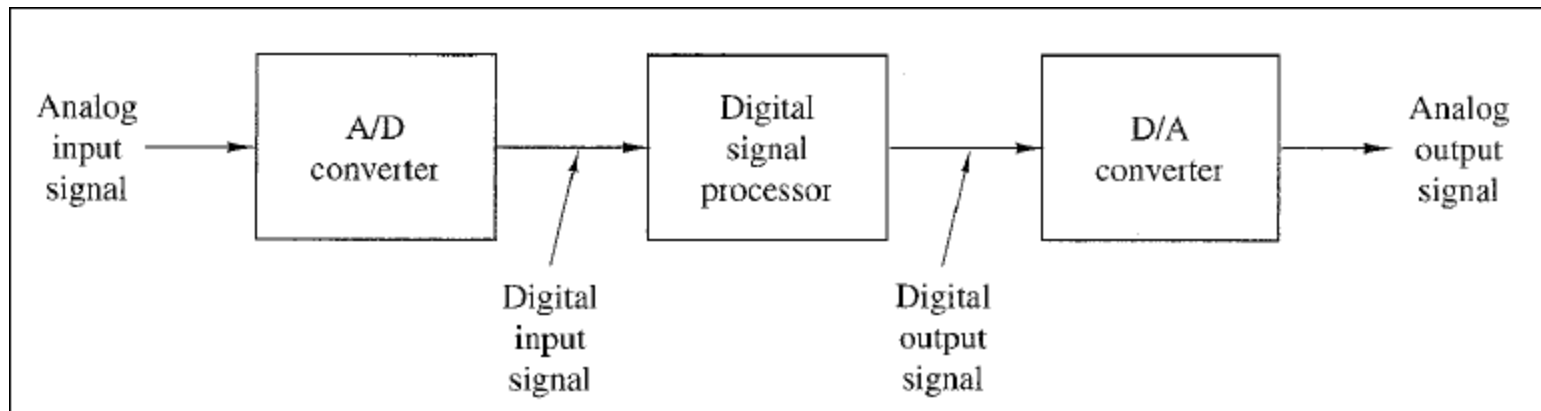 Analog
input
signal
A/D
converter
Digital
signal
processor
D/A
converter
Analog
output
signal
Digital
input
signal
Digital
output
signal